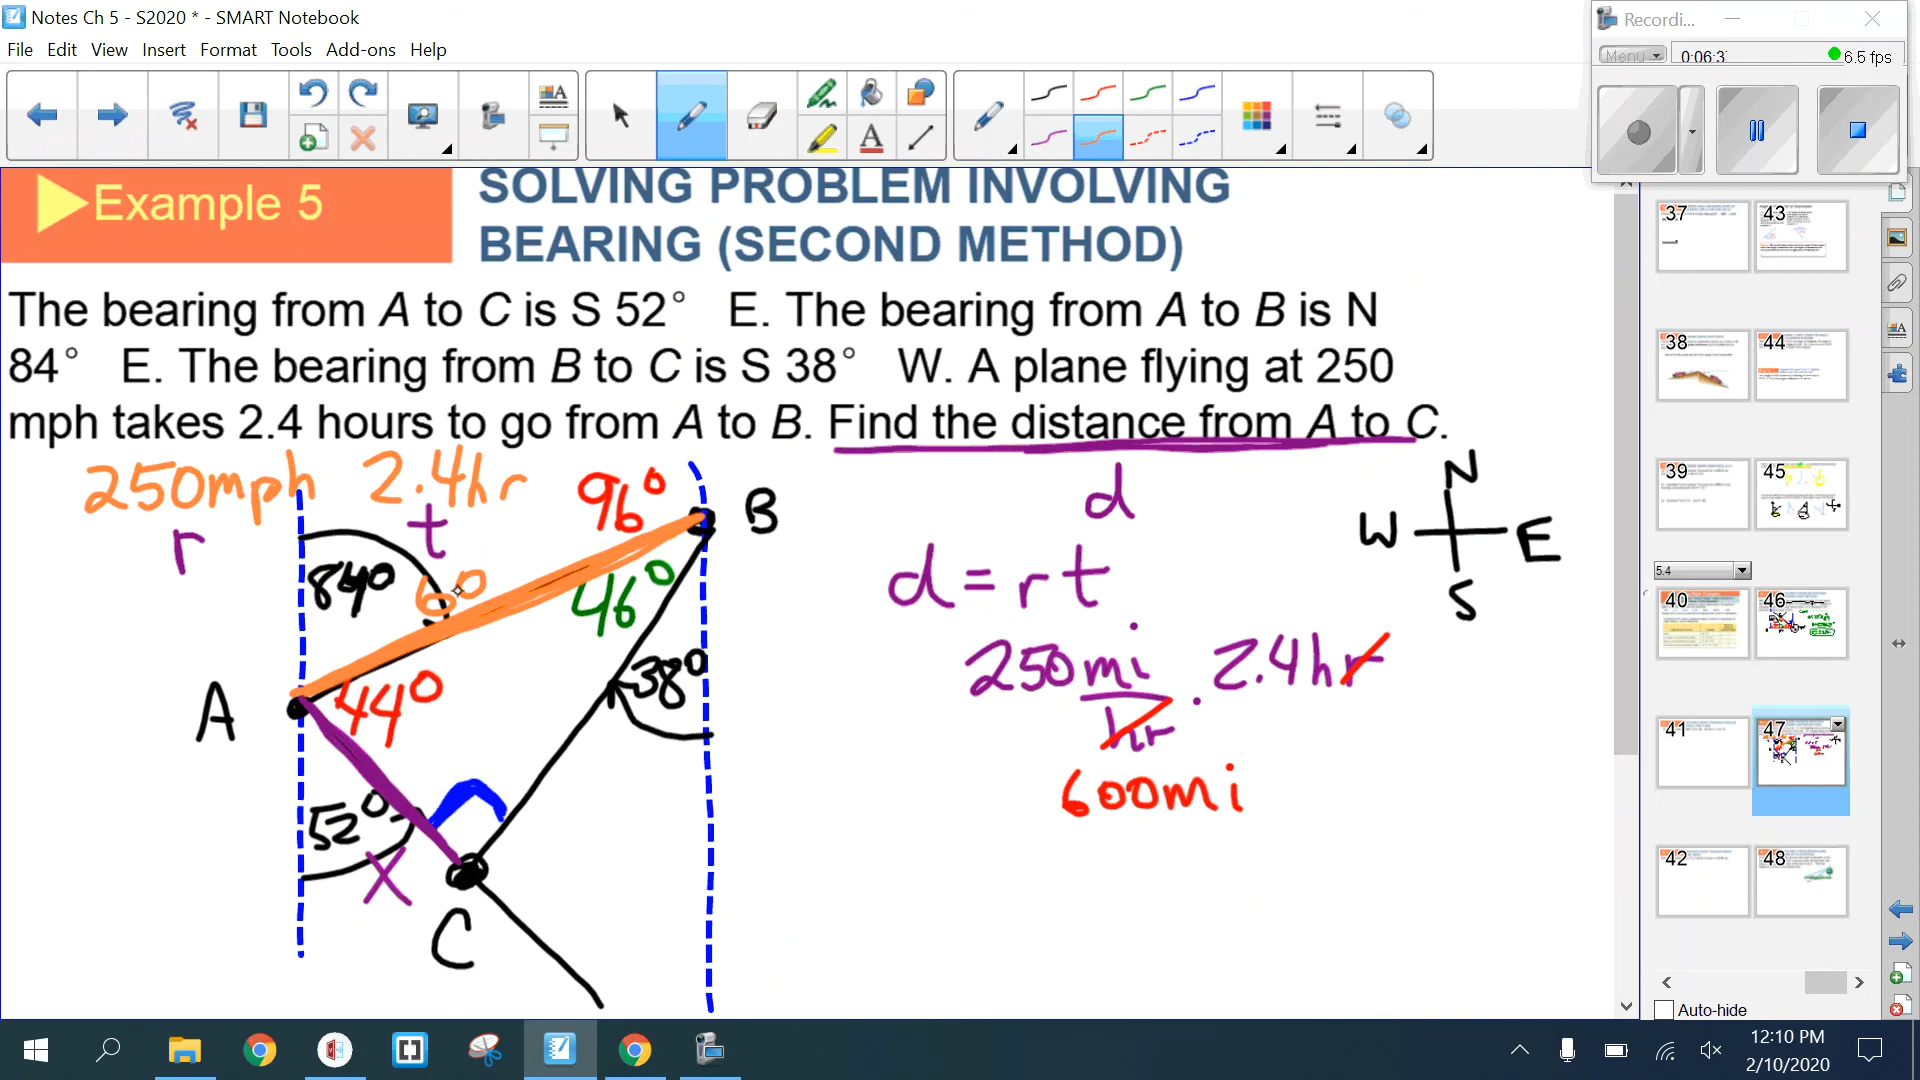 Notes Ch 5 - S2020 * - SMART Notebook
File Edit View Insert Format Tools Add-ons Help
Recordi...
Menu 0:06:3 6.5 fps
Example 5
SOLVING PROBLEM INVOLVING
BEARING (SECOND METHOD)
The bearing from A to C is S 52° E. The bearing from A to B is N
84° E. The bearing from B to C is S 38° W. A plane flying at 250
mph takes 2.4 hours to go from A to B. Find the distance from A to C.
250mph 2.4hr 96° B
r t
d
N
W E
S
84° 60
46°
d = rt
A 44° 38°
250mi/hr · 2.4hr
600mi
52°
x
C
37 43
38 44
39 45
5.4
40 46
41 47
42 48
Auto-hide
12:10 PM
2/10/2020